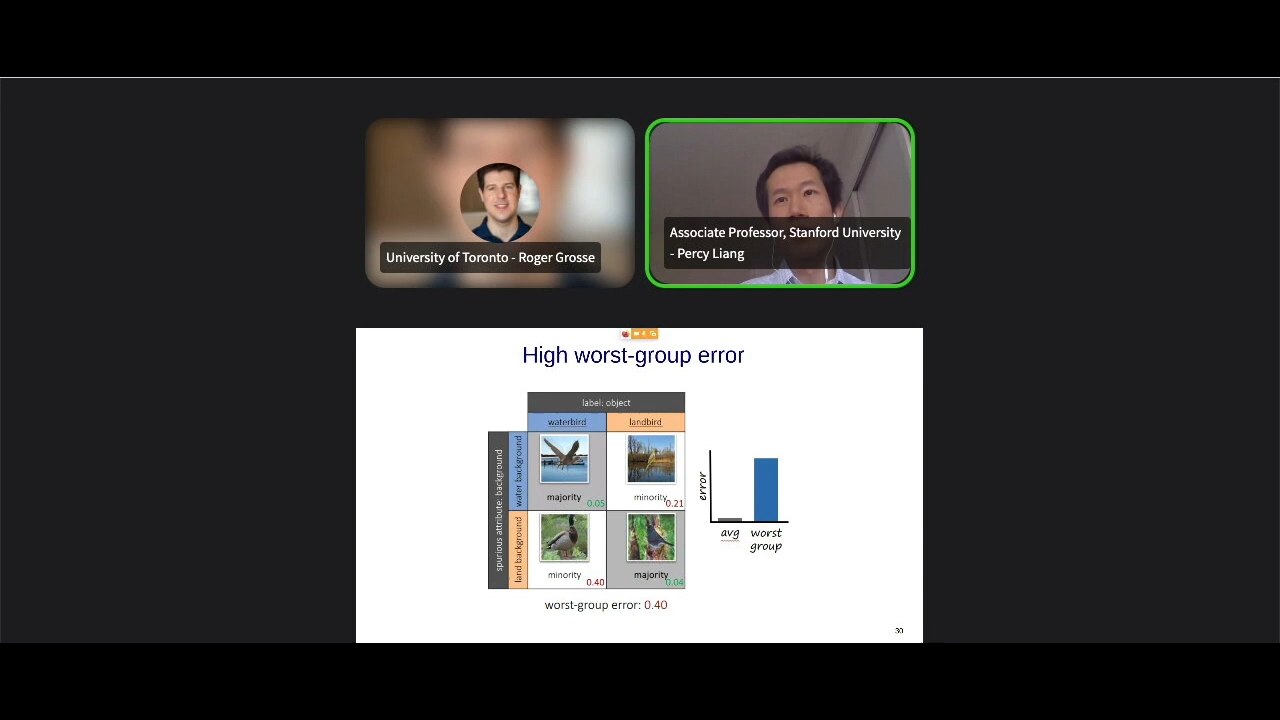 University of Toronto - Roger Grosse
Associate Professor, Stanford University
- Percy Liang
High worst-group error
label: object
waterbird
landbird
spurious attribute: background
water background
majority
0.05
minority
0.21
land background
minority
0.40
majority
0.04
worst-group error: 0.40
error
avg
worst
group
30